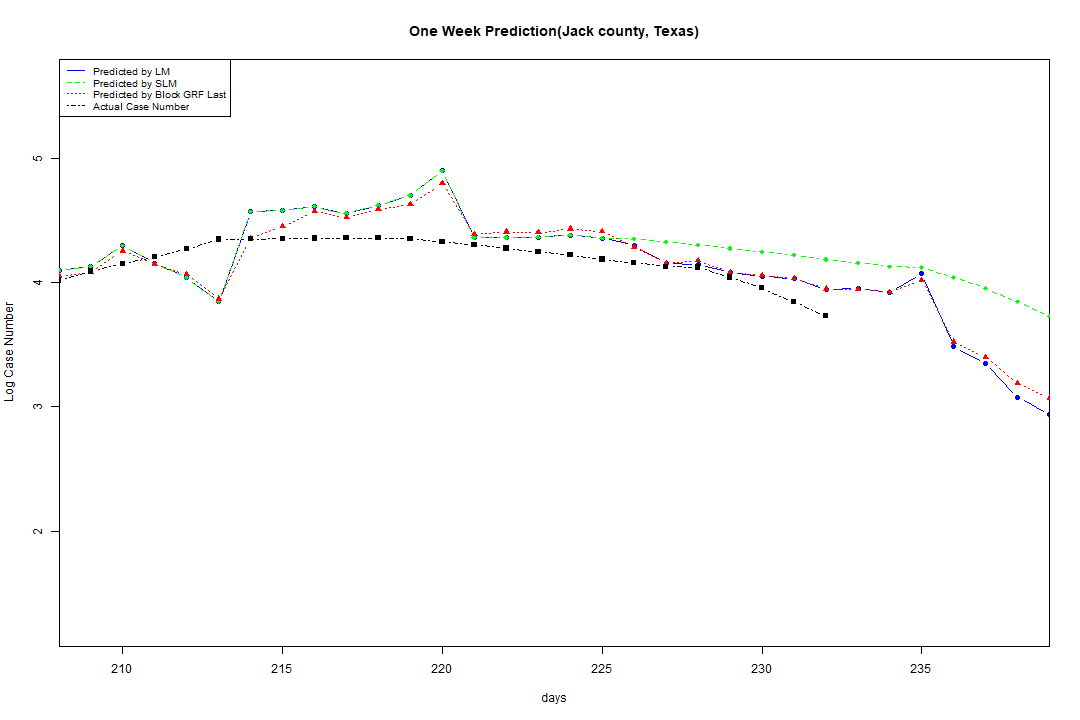 One Week Prediction(Jack county, Texas)
Predicted by LM
Predicted by SLM
Predicted by Block GRF Last
Actual Case Number
5
4
3
2
Log Case Number
210 215 220 225 230 235
days